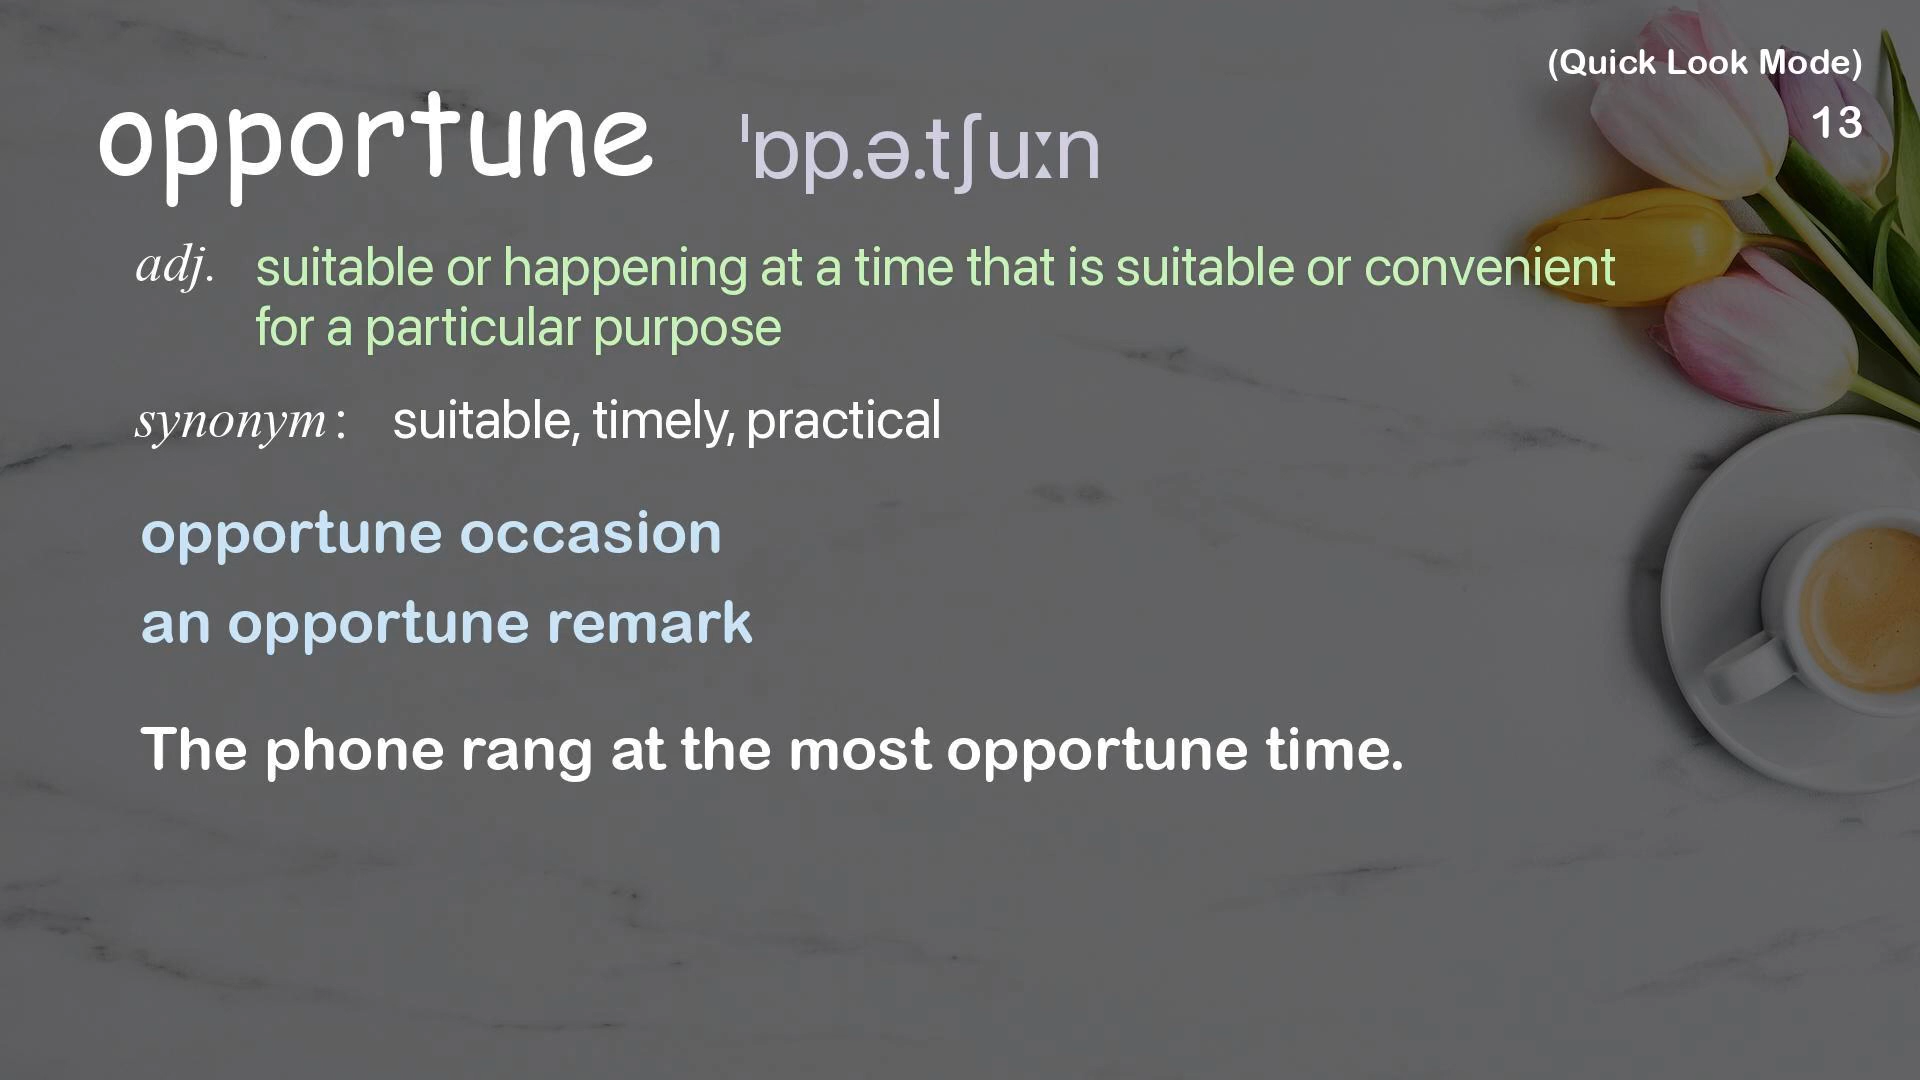 (Quick Look Mode)
13
opportune ˈɒp.ə.tʃuːn
adj. suitable or happening at a time that is suitable or convenient
for a particular purpose
synonym: suitable, timely, practical
opportune occasion
an opportune remark
The phone rang at the most opportune time.